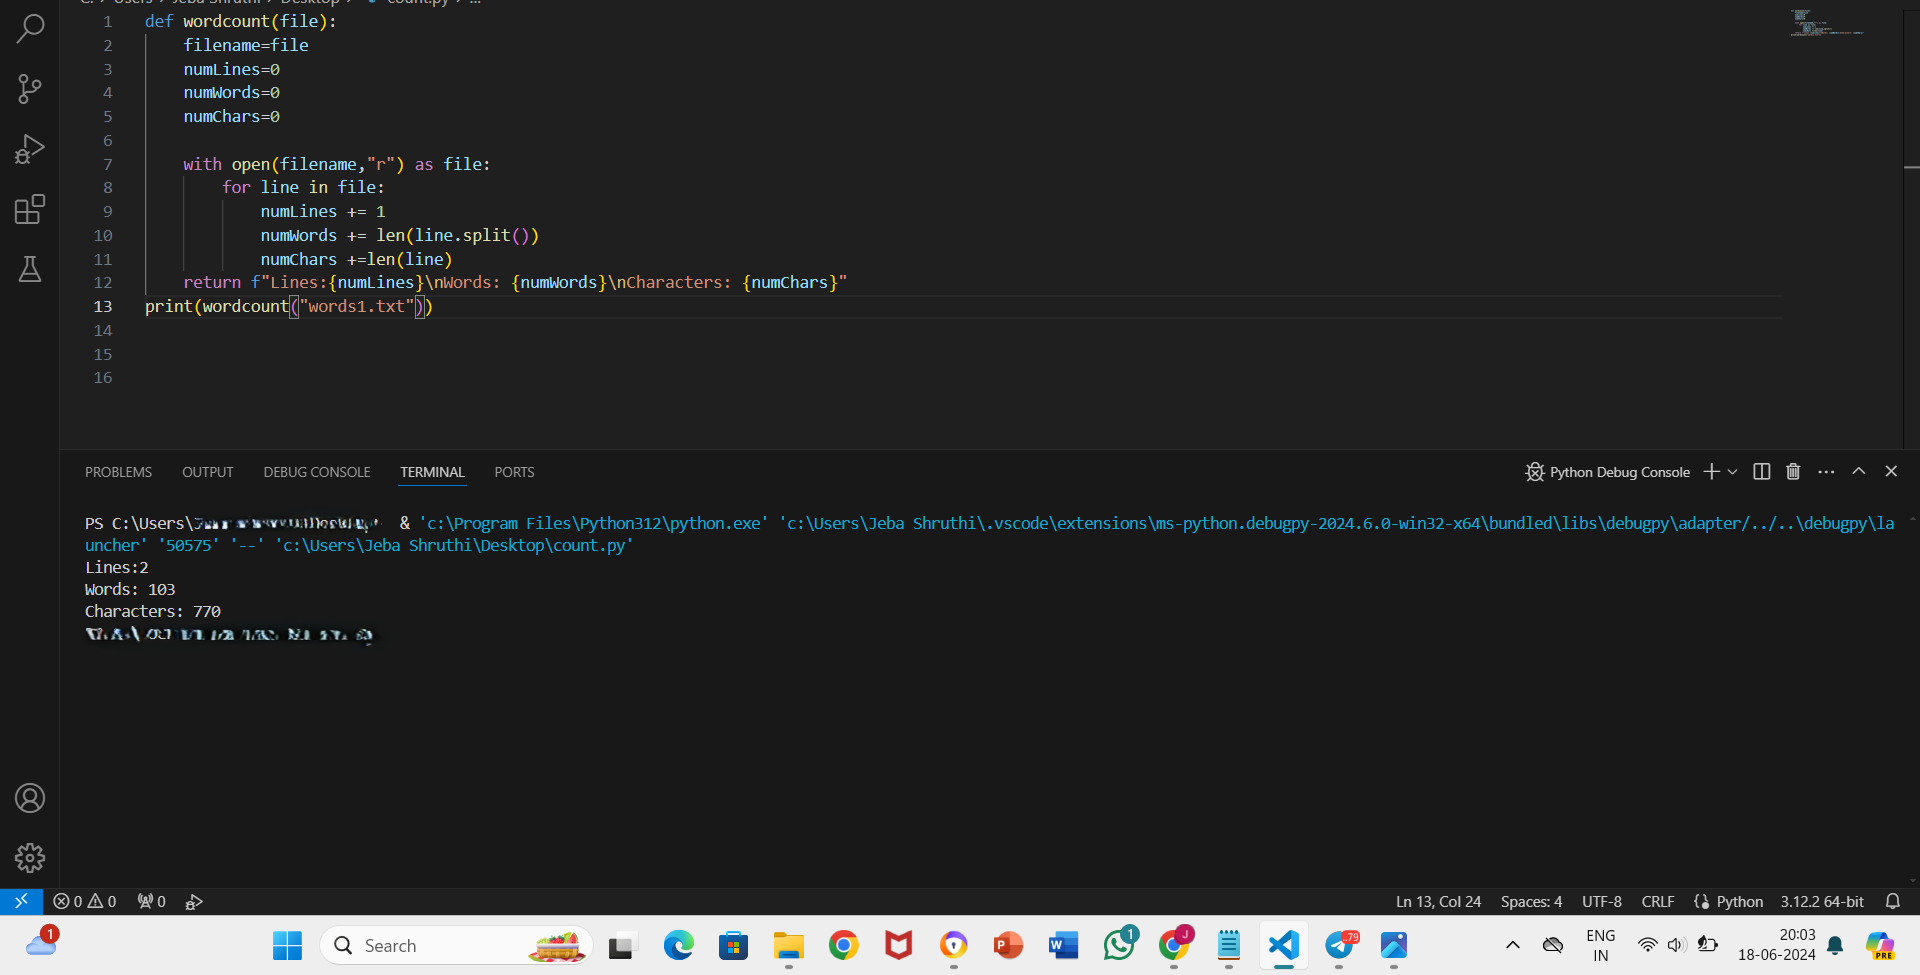 1 def wordcount(file):
2 filename=file
3 numLines=0
4 numWords=0
5 numChars=0
6
7 with open(filename,"r") as file:
8 for line in file:
9 numLines += 1
10 numWords += len(line.split())
11 numChars +=len(line)
12 return f"Lines:{numLines}\nWords: {numWords}\nCharacters: {numChars}"
13 print(wordcount("words1.txt"))
14
15
16
PROBLEMS OUTPUT DEBUG CONSOLE TERMINAL PORTS Python Debug Console
PS C:\Users\ & 'c:\Program Files\Python312\python.exe' 'c:\Users\Jeba Shruthi\.vscode\extensions\ms-python.debugpy-2024.6.0-win32-x64\bundled\libs\debugpy\adapter/../..\debugpy\la
uncher' '50575' '--' 'c:\Users\Jeba Shruthi\Desktop\count.py'
Lines:2
Words: 103
Characters: 770
0 0 0 Ln 13, Col 24 Spaces: 4 UTF-8 CRLF Python 3.12.2 64-bit
1 Search P W 1 J .79 ENG 20:03 PRE
IN 18-06-2024